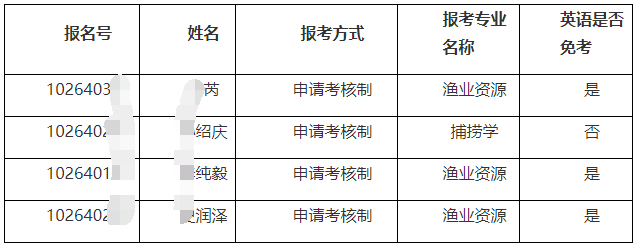 报名号 姓名 报考方式 报考专业名称 英语是否免考
1026403 芮 申请考核制 渔业资源 是
1026402 绍庆 申请考核制 捕捞学 否
1026401 纯毅 申请考核制 渔业资源 是
1026402 润泽 申请考核制 渔业资源 是